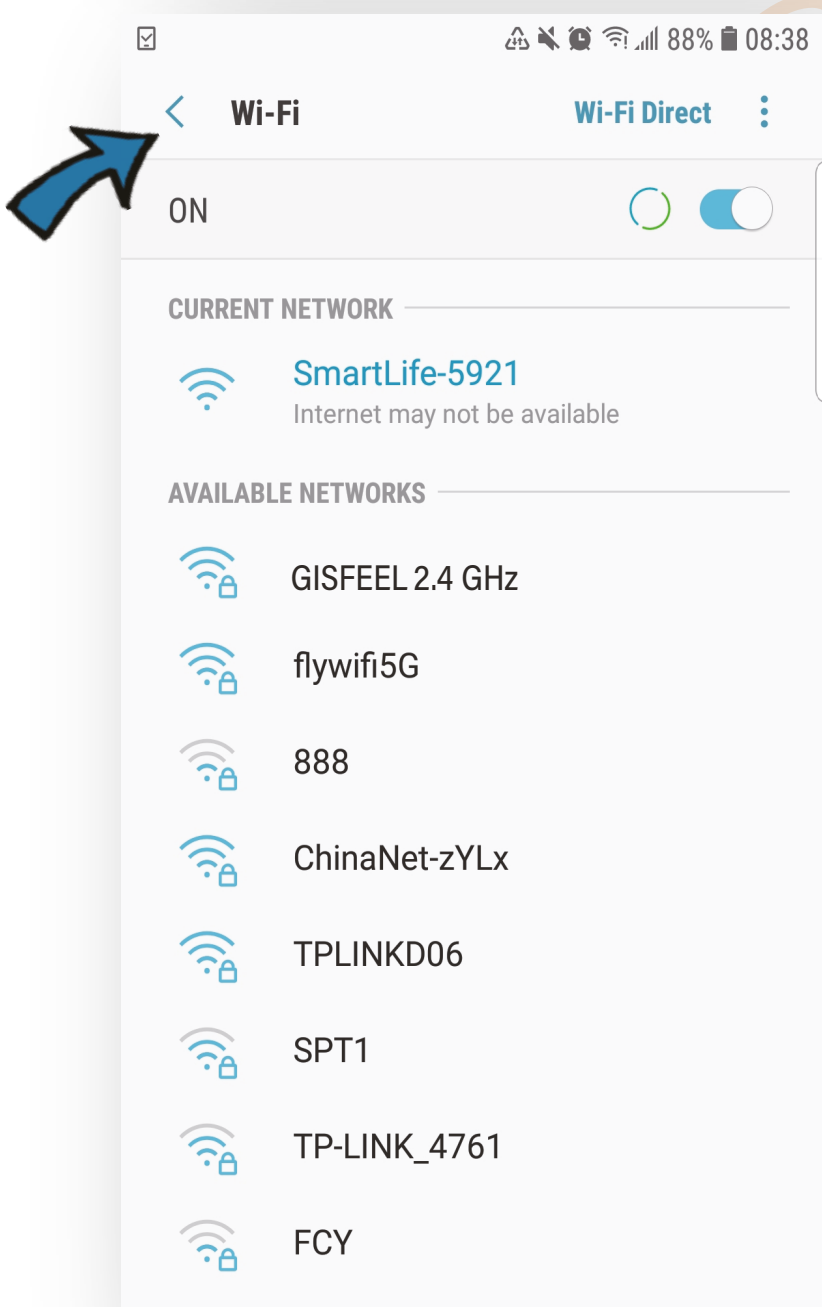 88% 08:38
Wi-Fi Wi-Fi Direct
ON
CURRENT NETWORK
SmartLife-5921
Internet may not be available
AVAILABLE NETWORKS
GISFEEL 2.4 GHz
flywifi5G
888
ChinaNet-zYLx
TPLINKD06
SPT1
TP-LINK_4761
FCY